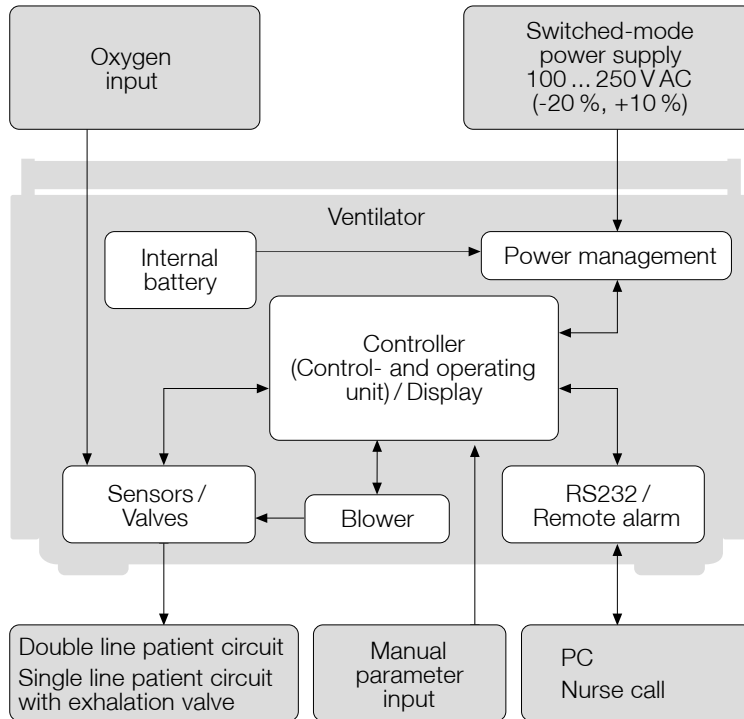 Oxygen
input
Switched-mode
power supply
100 ... 250 V AC
(-20 %, +10 %)
Ventilator
Internal
battery
Power management
Controller
(Control- and operating
unit) / Display
Sensors /
Valves
Blower
RS232 /
Remote alarm
Double line patient circuit
Single line patient circuit
with exhalation valve
Manual
parameter
input
PC
Nurse call